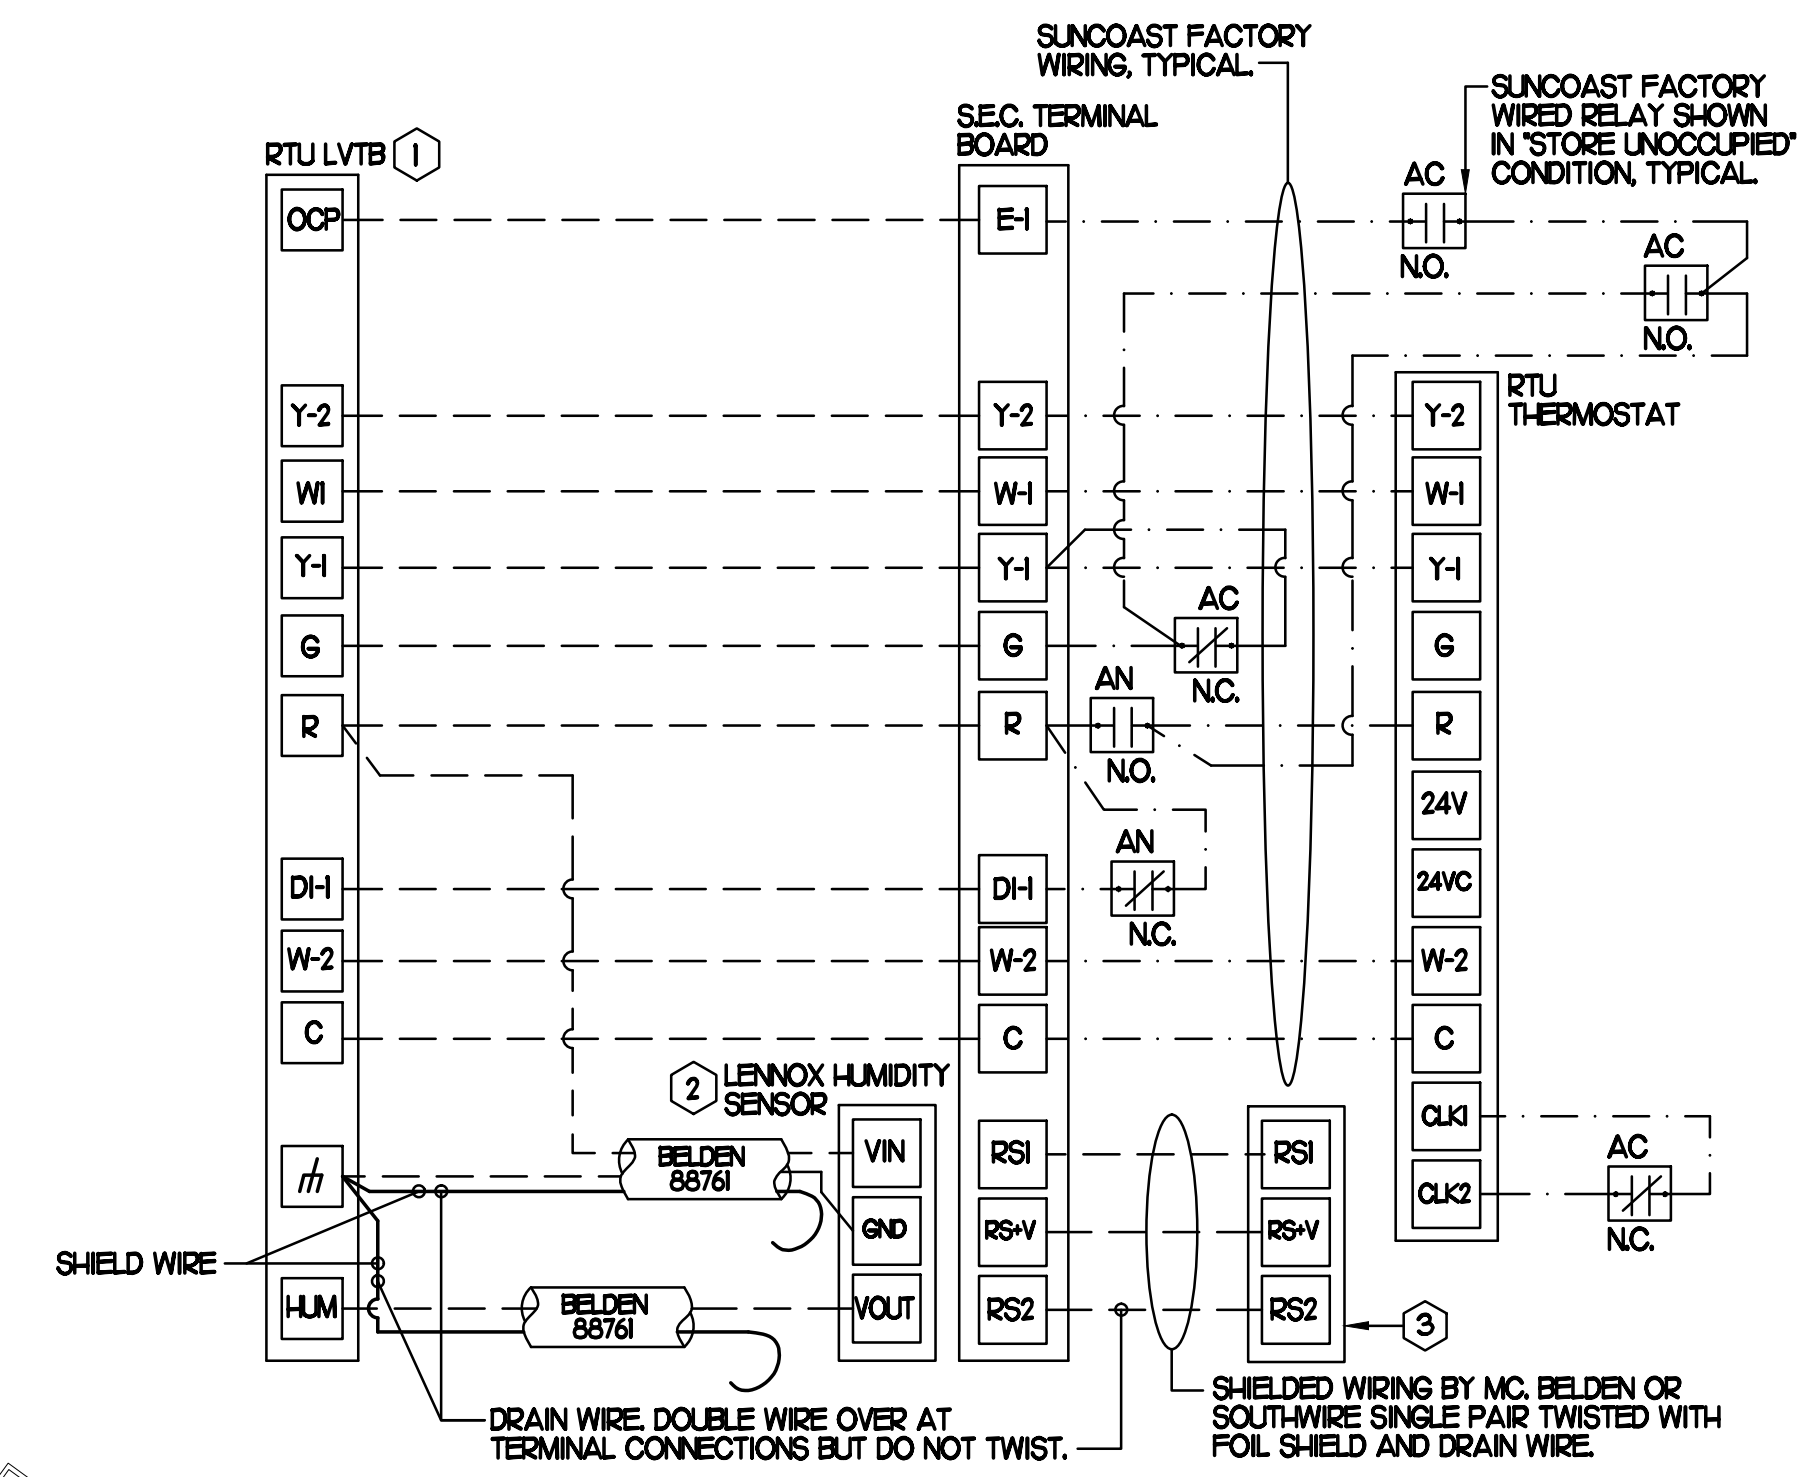 SUNCOAST FACTORY
WIRING, TYPICAL.
SUNCOAST FACTORY
WIRED RELAY SHOWN
IN "STORE UNOCCUPIED"
CONDITION, TYPICAL.
S.E.C. TERMINAL
BOARD
RTU LVTB
1
AC
N.O.
AC
N.O.
RTU
THERMOSTAT
OCP
E-1
Y-2
Y-2
Y-2
W1
W-1
W-1
Y-1
Y-1
Y-1
AC
N.C.
G
G
G
AN
N.O.
R
R
R
24V
AN
N.C.
24VC
DI-1
DI-1
W-2
W-2
W-2
C
C
C
2
LENNOX HUMIDITY
SENSOR
CLK1
CLK2
AC
N.C.
BELDEN
88761
VIN
GND
VOUT
RS1
RS1
RS+V
RS+V
RS2
RS2
SHIELD WIRE
HUM
BELDEN
88761
3
DRAIN WIRE. DOUBLE WIRE OVER AT
TERMINAL CONNECTIONS BUT DO NOT TWIST.
SHIELDED WIRING BY MC. BELDEN OR
SOUTHWIRE SINGLE PAIR TWISTED WITH
FOIL SHIELD AND DRAIN WIRE.